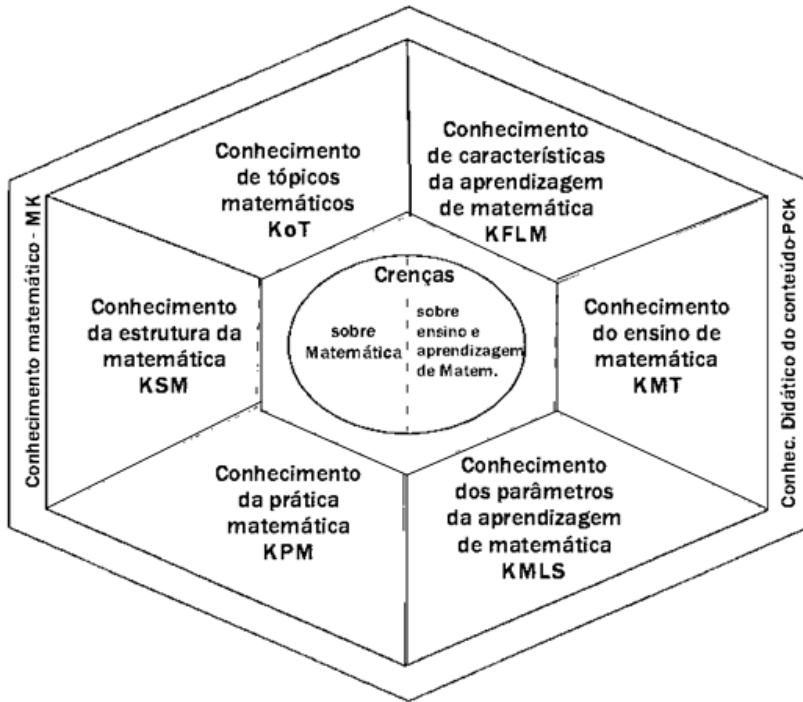 Conhecimento matemático - MK
Conhecimento
de tópicos
matemáticos
KoT
Conhecimento
de características
da aprendizagem
de matemática
KFLM
Conhecimento
da estrutura da
matemática
KSM
Crenças
sobre
Matemática
sobre
ensino e
aprendizagem
de Matem.
Conhecimento
do ensino de
matemática
KMT
Conhecimento
da prática
matemática
KPM
Conhecimento
dos parâmetros
da aprendizagem
de matemática
KMLS
Conhec. Didático do conteúdo-PCK